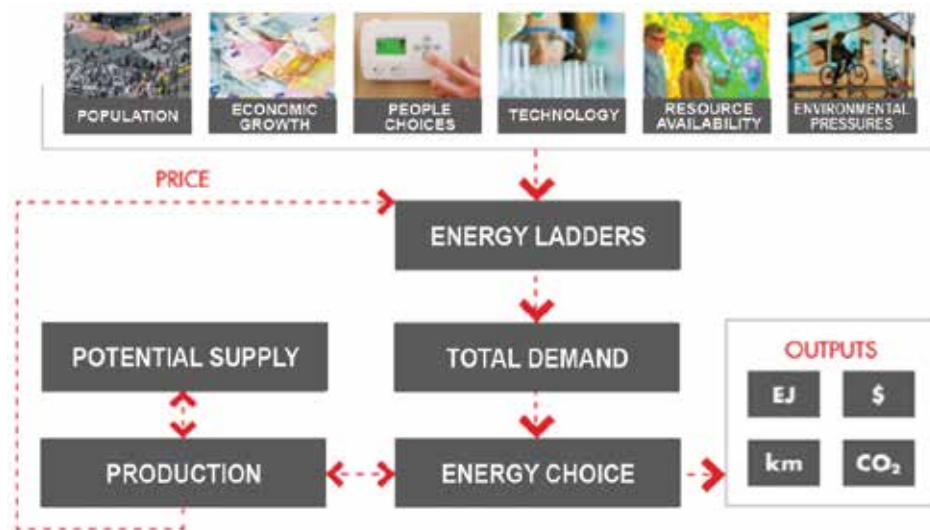 POPULATION
ECONOMIC
GROWTH
PEOPLE
CHOICES
TECHNOLOGY
RESOURCE
AVAILABILITY
ENVIRONMENTAL
PRESSURES
PRICE
ENERGY LADDERS
POTENTIAL SUPPLY
TOTAL DEMAND
OUTPUTS
EJ
$
PRODUCTION
ENERGY CHOICE
km
CO₂